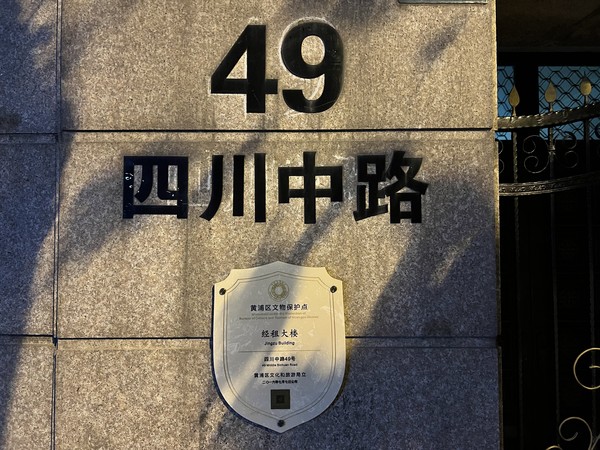 49
四川中路
黄浦区文物保护点
经租大楼
Jingzu Building
四川中路49号
49 Middle Sichuan Road
黄浦区文化和旅游局立